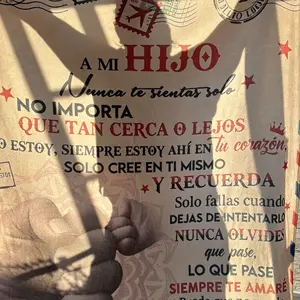 A MI HIJO
Nunca te sientas solo
NO IMPORTA
QUE TAN CERCA O LEJOS
O ESTOY, SIEMPRE ESTOY AHÍ EN tu corazón.
SOLO CREE EN TI MISMO
Y RECUERDA
Solo fallas cuando
DEJAS DE INTENTARLO
NUNCA OLVIDES
que pase,
LO QUE PASE
SIEMPRE TE AMARÉ